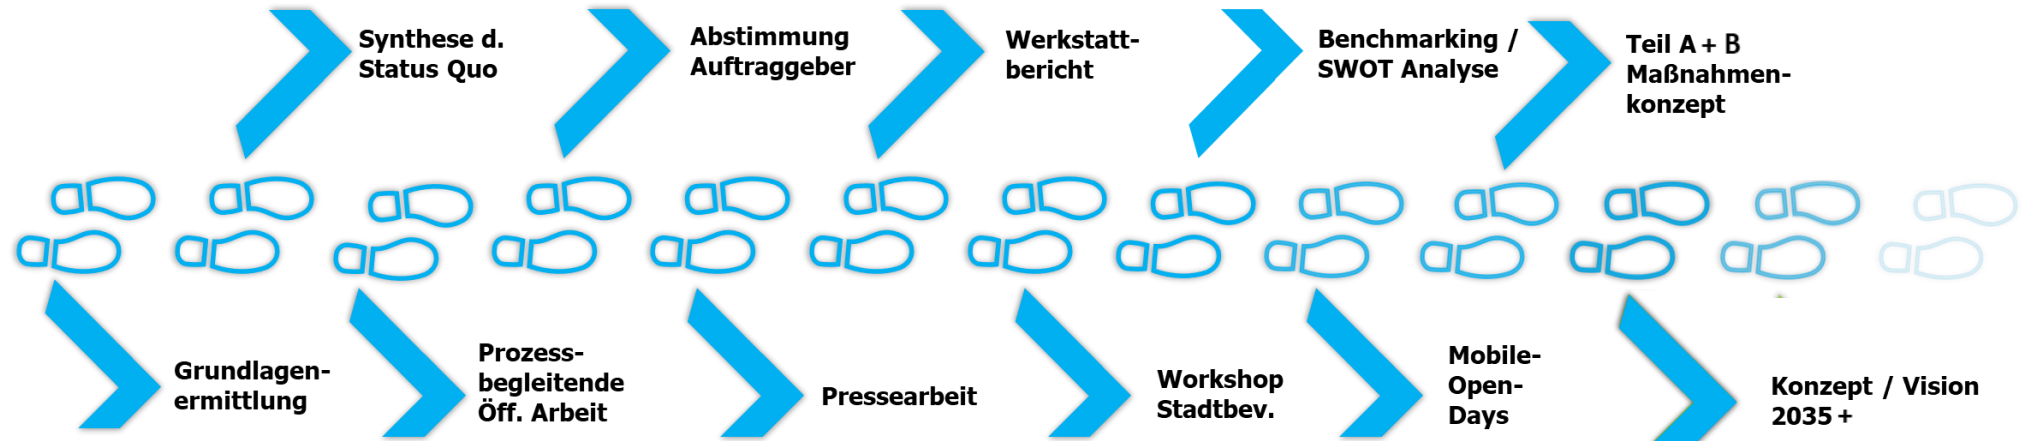 Synthese d.
Status Quo
Abstimmung
Auftraggeber
Werkstatt-
bericht
Benchmarking /
SWOT Analyse
Teil A + B
Maßnahmen-
konzept
Grundlagen-
ermittlung
Prozess-
begleitende
Öff. Arbeit
Pressearbeit
Workshop
Stadtbev.
Mobile-
Open-
Days
Konzept / Vision
2035 +